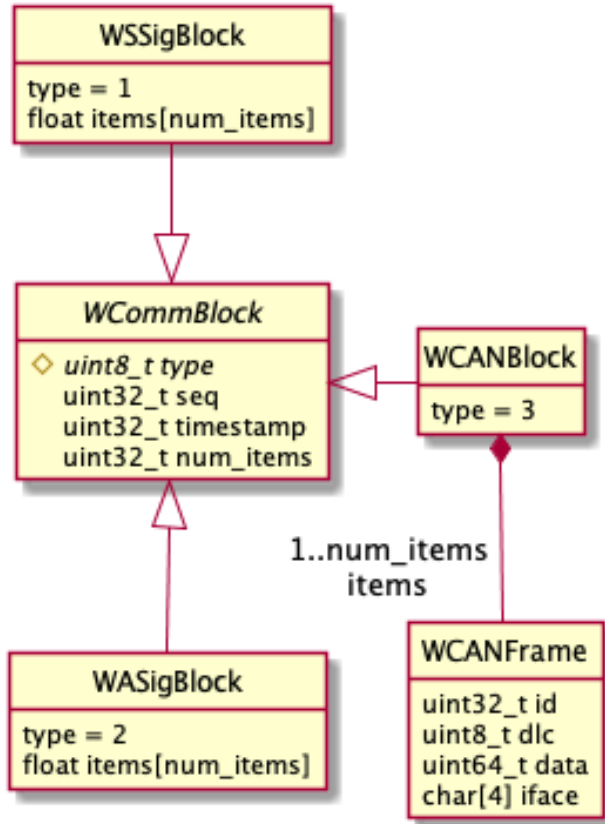 WSSigBlock
type = 1
float items[num_items]
WCommBlock
uint8_t type
uint32_t seq
uint32_t timestamp
uint32_t num_items
WCANBlock
type = 3
1..num_items
items
WASigBlock
type = 2
float items[num_items]
WCANFrame
uint32_t id
uint8_t dlc
uint64_t data
char[4] iface